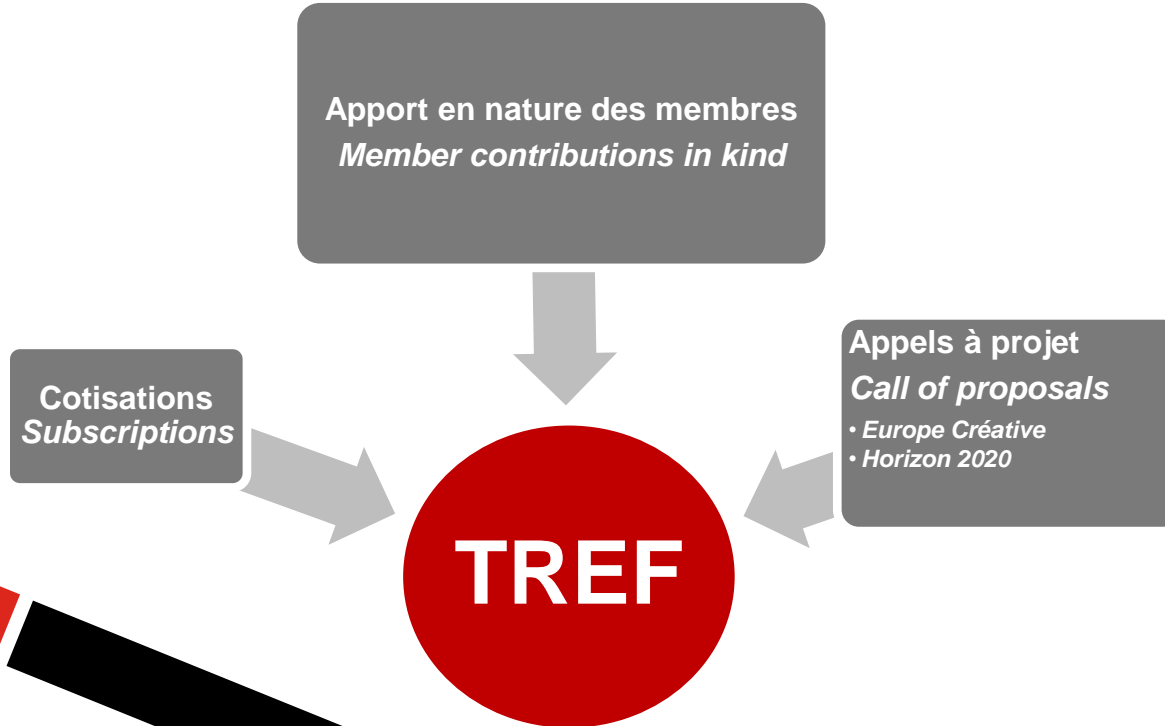 Apport en nature des membres
Member contributions in kind
Cotisations
Subscriptions
Appels à projet
Call of proposals
• Europe Créative
• Horizon 2020
TREF